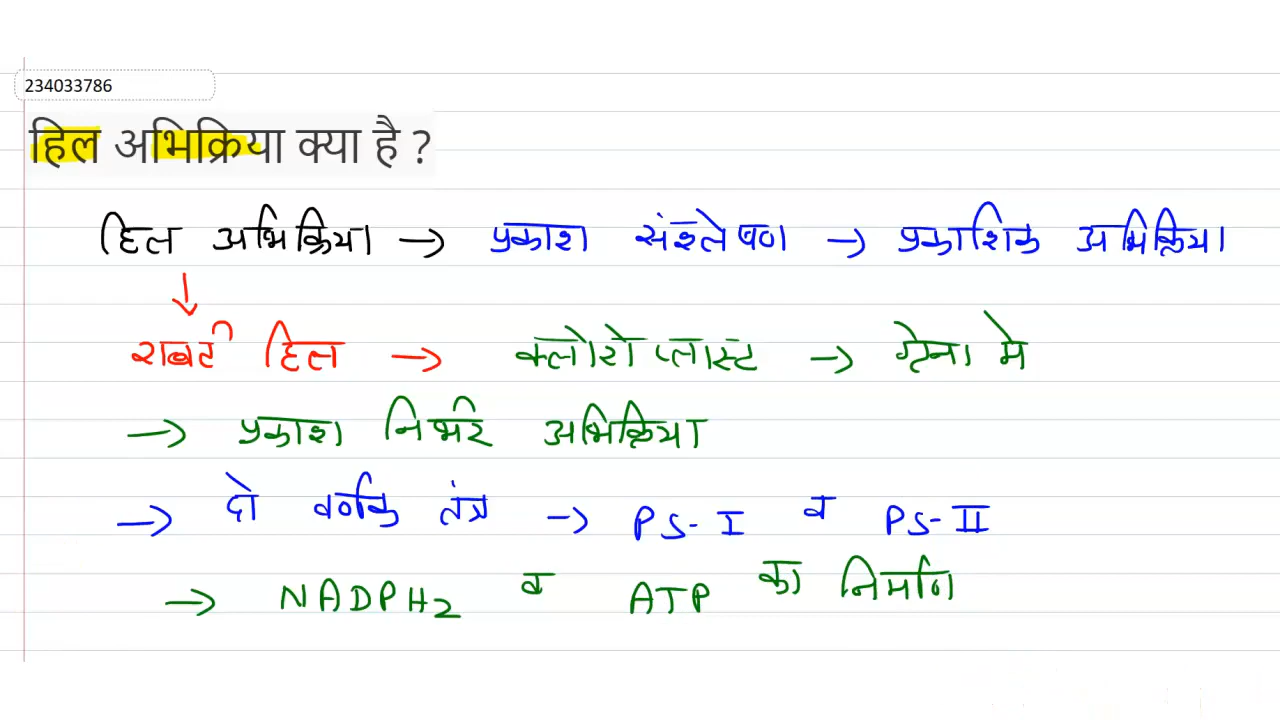 234033786
हिल अभिक्रिया क्या है ?
हिल अभिक्रिया → प्रकाश संश्लेषण → प्रकाशिक अभिक्रिया
↓
राबर्ट हिल → क्लोरोप्लास्ट → ग्रेना मे
→ प्रकाश निर्भर अभिक्रिया
→ दो वर्णक तंत्र → PS-I व PS-II
→ NADPH2 व ATP का निर्माण